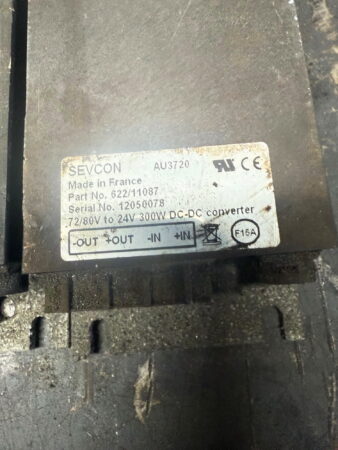 SEVCON AU3720
Made in France
Part No. 622/11087
Serial No. 12050078
72/80V to 24V 300W DC-DC converter
-OUT +OUT -IN +IN F15A